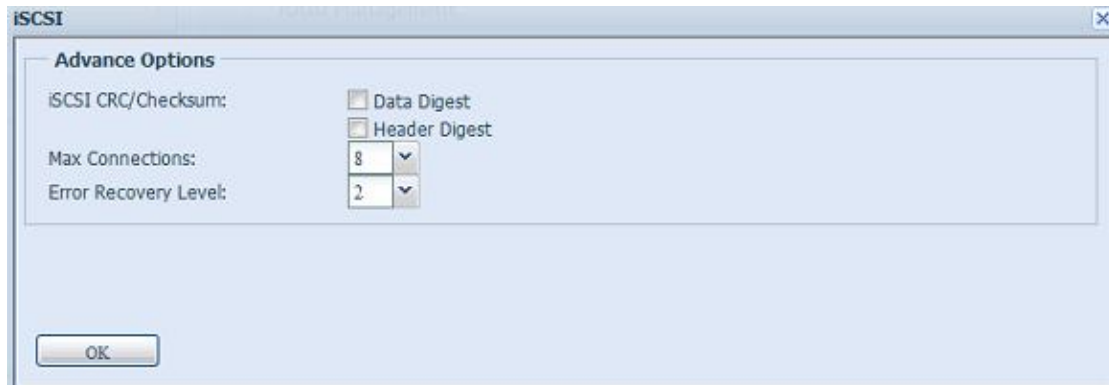 iSCSI
Advance Options
iSCSI CRC/Checksum:
Data Digest
Header Digest
Max Connections: 8
Error Recovery Level: 2
OK